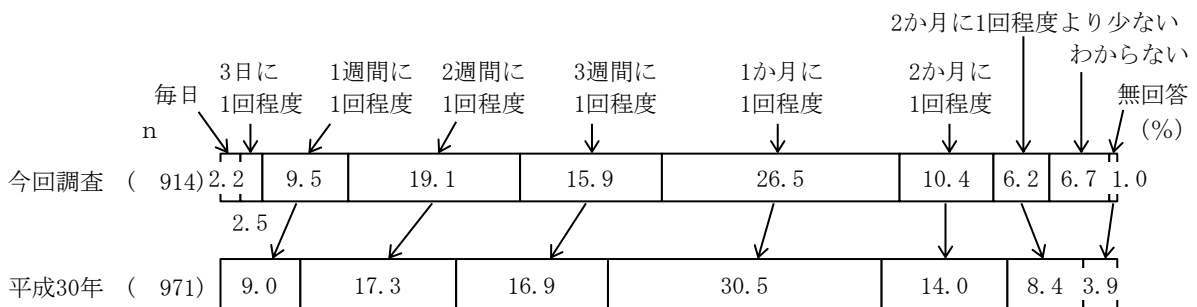 2か月に1回程度より少ない
わからない
3日に
1回程度
1週間に
1回程度
2週間に
1回程度
3週間に
1回程度
1か月に
1回程度
2か月に
1回程度
毎日
無回答
n
(%)
今回調査 ( 914) 2.2 9.5 19.1 15.9 26.5 10.4 6.2 6.7 1.0
2.5
平成30年 ( 971) 9.0 17.3 16.9 30.5 14.0 8.4 3.9